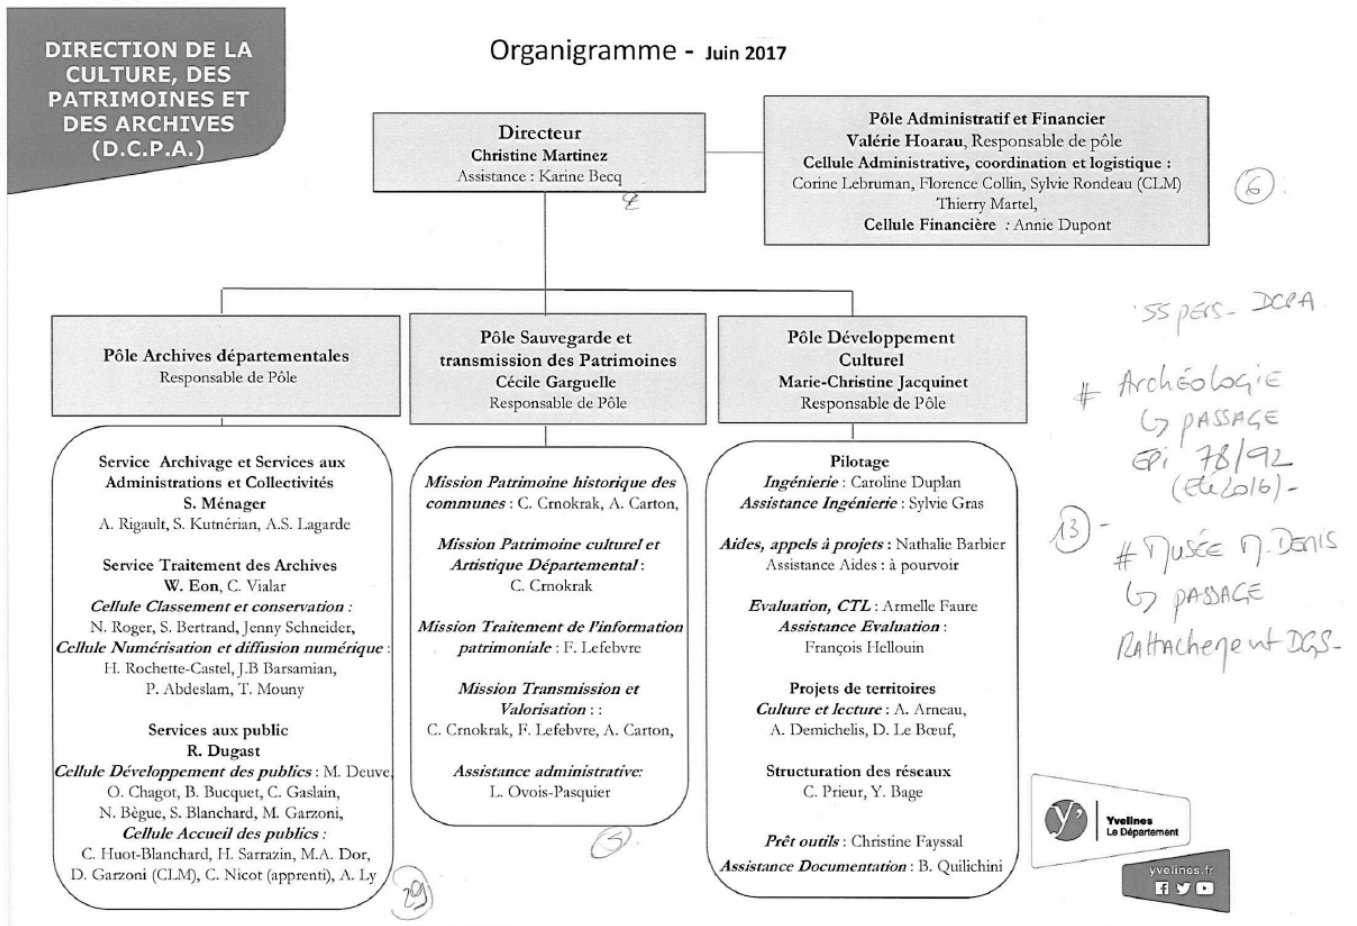 DIRECTION DE LA
CULTURE, DES
PATRIMOINES ET
DES ARCHIVES
(D.C.P.A.)
Organigramme - Juin 2017
Directeur
Christine Martinez
Assistance : Karine Becq
2
Pôle Administratif et Financier
Valérie Hoarau, Responsable de pôle
Cellule Administrative, coordination et logistique :
Corine Lebruman, Florence Collin, Sylvie Rondeau (CLM)
Thierry Martel,
Cellule Financière : Annie Dupont
6
Pôle Archives départementales
Responsable de Pôle
Service Archivage et Services aux
Administrations et Collectivités
S. Ménager
A. Rigault, S. Kutnérian, A.S. Lagarde
Service Traitement des Archives
W. Eon, C. Vialar
Cellule Classement et conservation :
N. Roger, S. Bertrand, Jenny Schneider,
Cellule Numérisation et diffusion numérique :
H. Rochette-Castel, J.B Barsamian,
P. Abdeslam, T. Mouny
Services aux public
R. Dugast
Cellule Développement des publics : M. Deuve,
O. Chagot, B. Bucquet, C. Gaslain,
N. Bègue, S. Blanchard, M. Garzoni,
Cellule Accueil des publics :
C. Huot-Blanchard, H. Sarrazin, M.A. Dor,
D. Garzoni (CLM), C. Nicot (apprenti), A. Ly
29
Pôle Sauvegarde et
transmission des Patrimoines
Cécile Garguelle
Responsable de Pôle
Mission Patrimoine historique des
communes : C. Crnokrak, A. Carton,
Mission Patrimoine culturel et
Artistique Départemental :
C. Crnokrak
Mission Traitement de l'information
patrimoniale : F. Lefebvre
Mission Transmission et
Valorisation : :
C. Crnokrak, F. Lefebvre, A. Carton,
Assistance administrative:
L. Ovois-Pasquier
5
Pôle Développement
Culturel
Marie-Christine Jacquinet
Responsable de Pôle
Pilotage
Ingénierie : Caroline Duplan
Assistance Ingénierie : Sylvie Gras
Aides, appels à projets : Nathalie Barbier
Assistance Aides : à pourvoir
Evaluation, CTL : Armelle Faure
Assistance Evaluation :
François Hellouin
Projets de territoires
Culture et lecture : A. Arneau,
A. Demichelis, D. Le Bœuf,
Structuration des réseaux
C. Prieur, Y. Bage
Prêt outils : Christine Fayssal
Assistance Documentation : B. Quilichini
13 -
55 pers - DCPA
# Archéologie
↳ PASSAGE
EPI 78/92
(Eté 2016) -
# MUSÉE M. DENIS
↳ PASSAGE
Rattachement DGS -
y'
Yvelines
Le Département
yvelines.fr